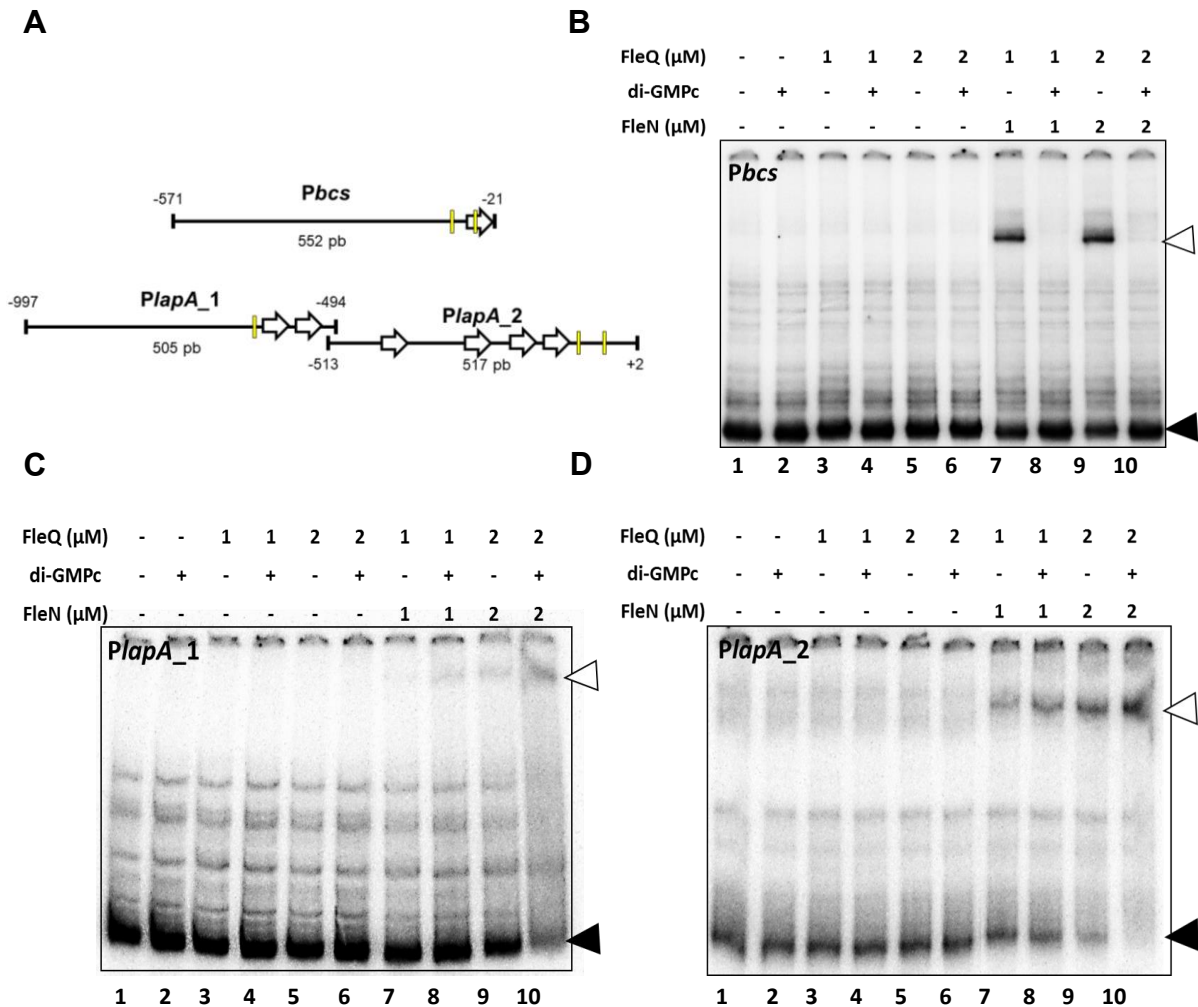 A
-571
Pbcs
-21
552 pb
-997
PlapA_1
-494
PlapA_2
505 pb
-513
517 pb
+2
B
FleQ (µM) - - 1 1 2 2 1 1 2 2
di-GMPc - + - + - + - + - +
FleN (µM) - - - - - - 1 1 2 2
Pbcs
1 2 3 4 5 6 7 8 9 10
C
FleQ (µM) - - 1 1 2 2 1 1 2 2
di-GMPc - + - + - + - + - +
FleN (µM) - - - - - - 1 1 2 2
PlapA_1
1 2 3 4 5 6 7 8 9 10
D
FleQ (µM) - - 1 1 2 2 1 1 2 2
di-GMPc - + - + - + - + - +
FleN (µM) - - - - - - 1 1 2 2
PlapA_2
1 2 3 4 5 6 7 8 9 10